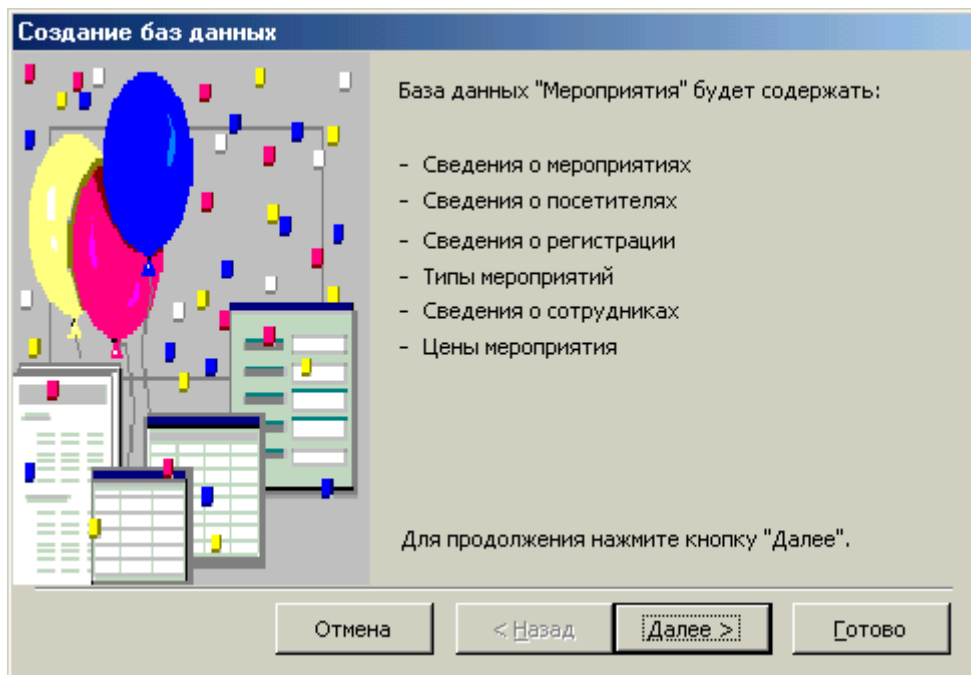 Создание баз данных
База данных "Мероприятия" будет содержать:
- Сведения о мероприятиях
- Сведения о посетителях
- Сведения о регистрации
- Типы мероприятий
- Сведения о сотрудниках
- Цены мероприятия
Для продолжения нажмите кнопку "Далее".
Отмена < Назад Далее > Готово